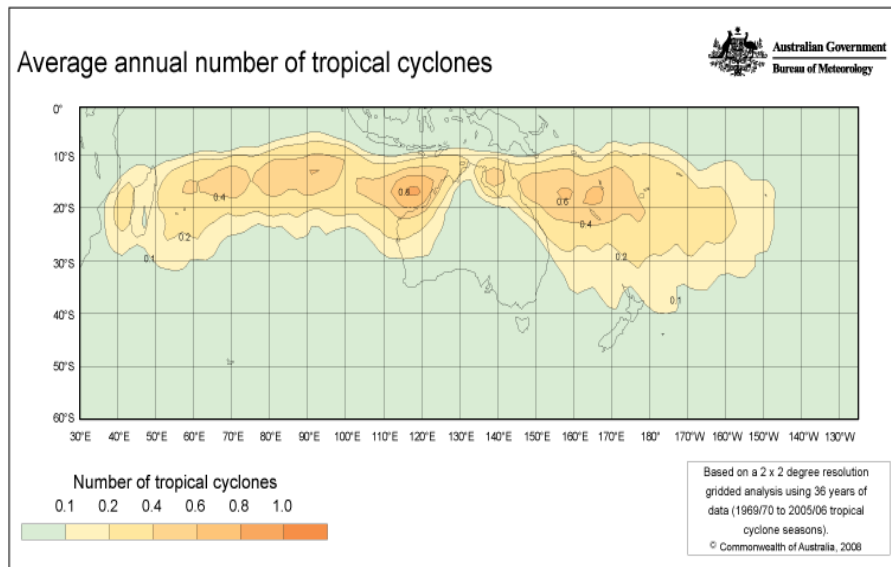 Average annual number of tropical cyclones
Australian Government
Bureau of Meteorology
0°
10°S
20°S
30°S
40°S
50°S
60°S
0.4
0.2
0.1
0.8
0.6
0.4
0.2
0.1
30°E 40°E 50°E 60°E 70°E 80°E 90°E 100°E 110°E 120°E 130°E 140°E 150°E 160°E 170°E 180° 170°W 160°W 150°W 140°W 130°W
Number of tropical cyclones
0.1 0.2 0.4 0.6 0.8 1.0
Based on a 2 x 2 degree resolution
gridded analysis using 36 years of
data (1969/70 to 2005/06 tropical
cyclone seasons).
© Commonwealth of Australia, 2008